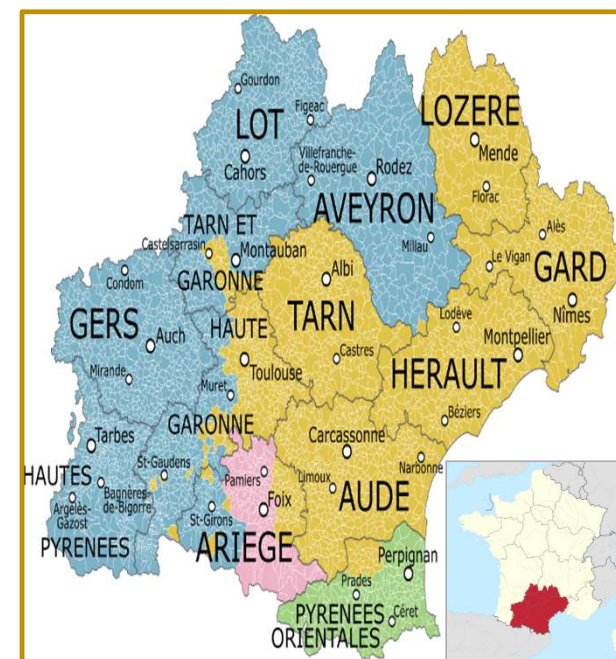 Gourdon
LOT
Figeac
LOZERE
Mende
Cahors
Villefranche-
de-Rouergue
Rodez
Florac
AVEYRON
TARN ET
Castelsarrasin
Montauban
Millau
Alès
Le Vigan
GARD
Condom
GARONNE
Albi
Nîmes
GERS
Auch
HAUTE
TARN
Lodève
Montpellier
Mirande
Toulouse
Castres
HERAULT
Muret
Béziers
GARONNE
Tarbes
Carcassonne
St-Gaudens
Pamiers
Limoux
Narbonne
HAUTES
Bagnères-
de-Bigorre
AUDE
Argelès-
Gazost
St-Girons
Foix
PYRENEES
ARIEGE
Perpignan
Prades
PYRENEES
Céret
ORIENTALES